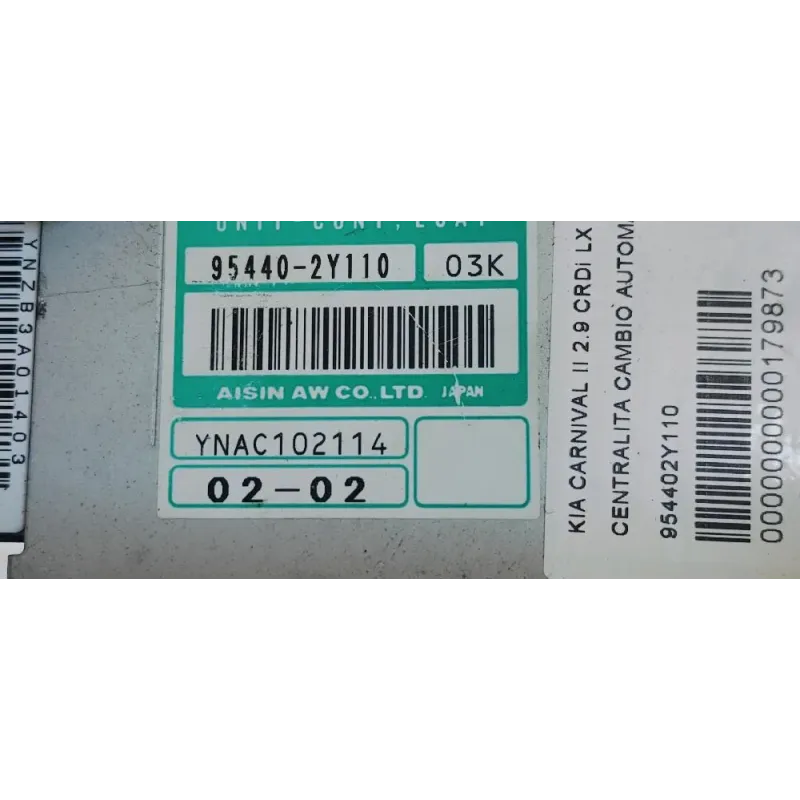 YNZB3A01403
95440-2Y110
03K
AISIN AW CO.,LTD. JAPAN
YNAC102114
02-02
KIA CARNIVAL II 2.9 CRDi LX
CENTRALITA CAMBIO AUTOM
954402Y110
0000000000179873